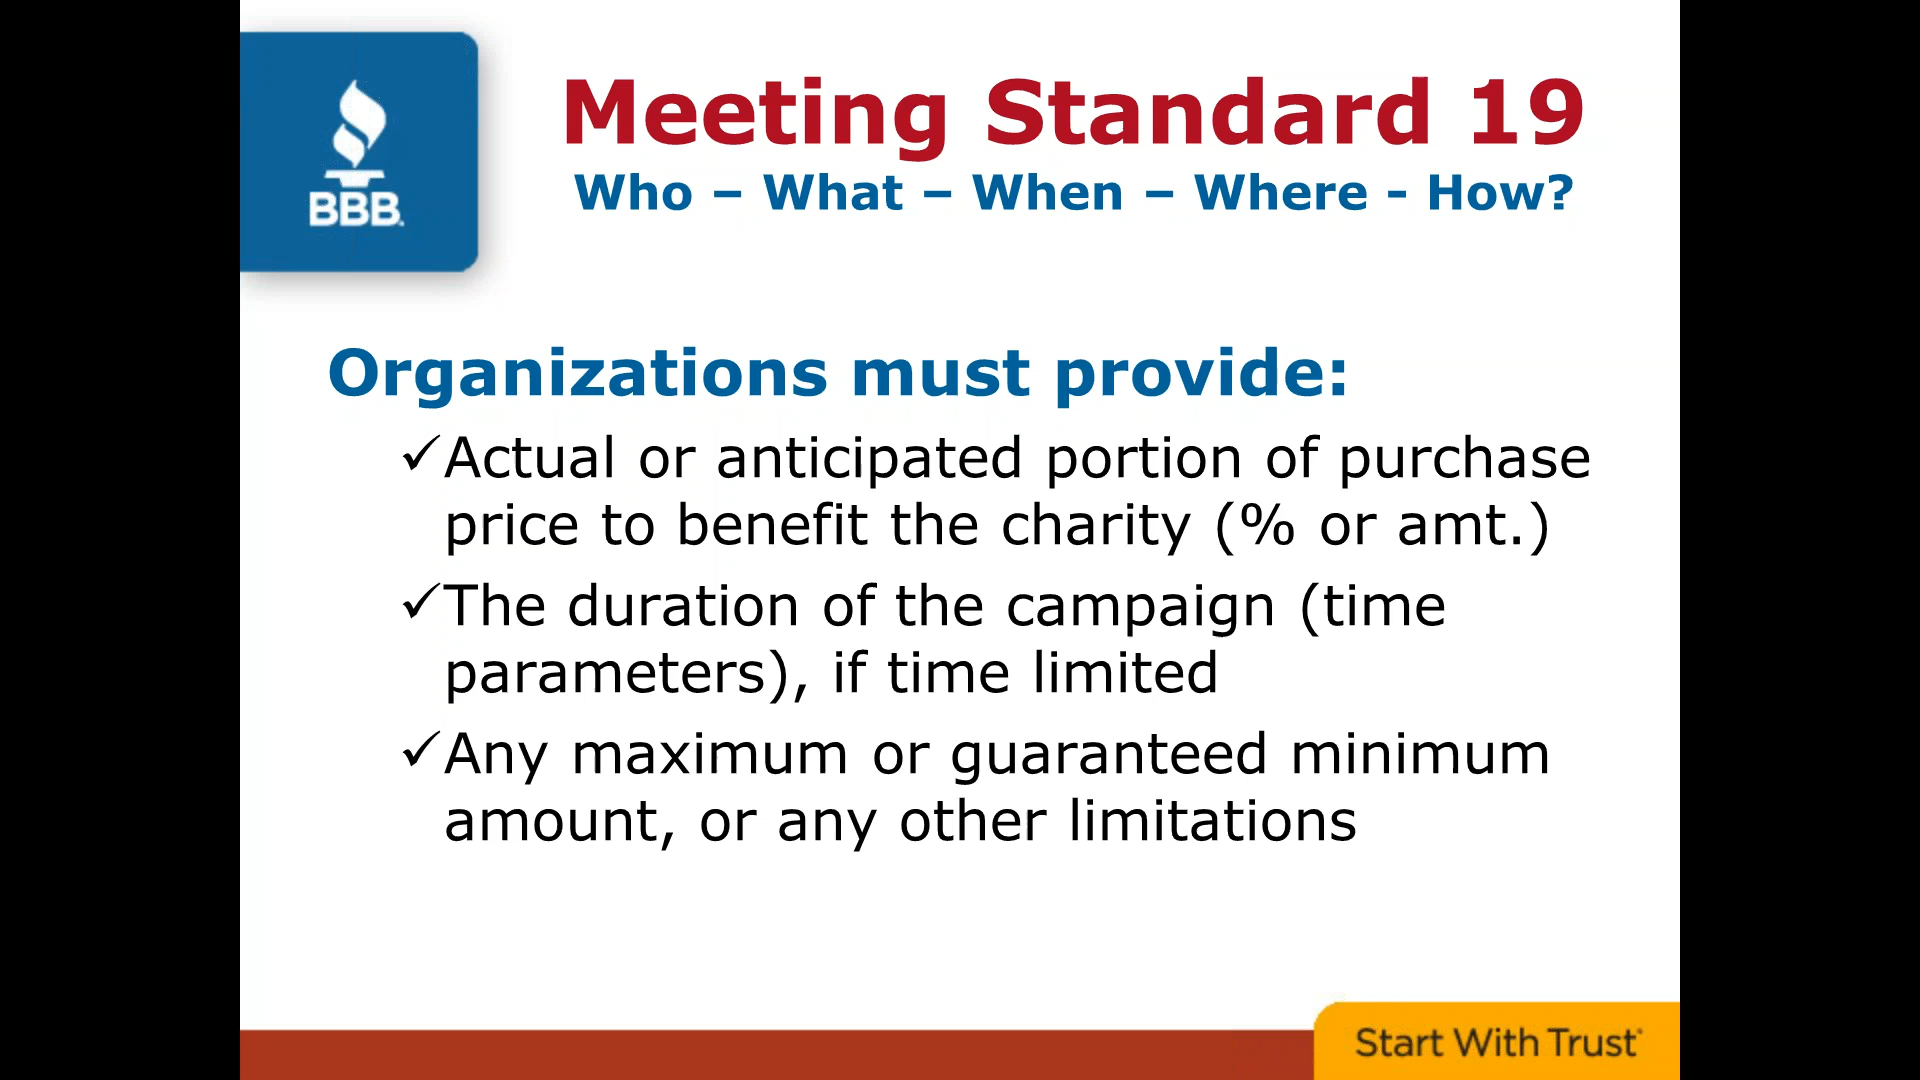 BBB.
Meeting Standard 19
Who – What – When – Where - How?
Organizations must provide:
✓Actual or anticipated portion of purchase
price to benefit the charity (% or amt.)
✓The duration of the campaign (time
parameters), if time limited
✓Any maximum or guaranteed minimum
amount, or any other limitations
Start With Trust